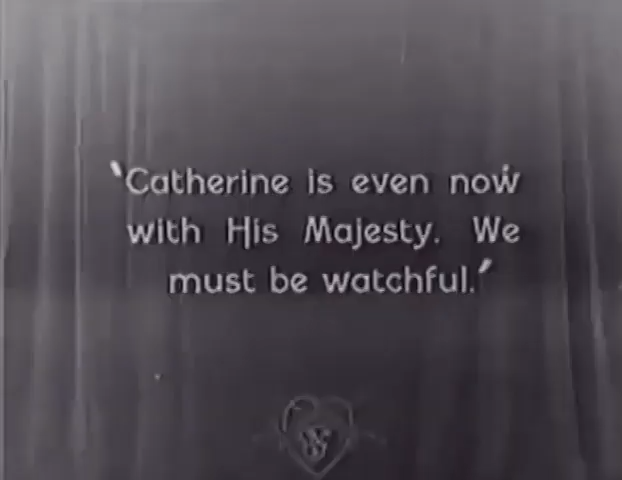 ‘Catherine is even now
with His Majesty. We
must be watchful.’